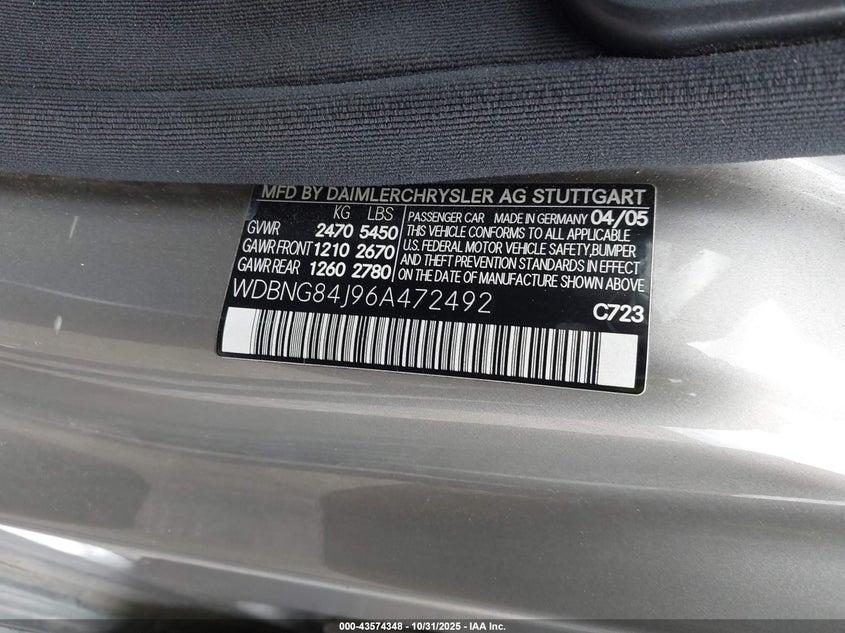 MFD BY DAIMLERCHRYSLER AG STUTTGART
KG LBS
GVWR 2470 5450
GAWR FRONT 1210 2670
GAWR REAR 1260 2780
PASSENGER CAR MADE IN GERMANY 04/05
THIS VEHICLE CONFORMS TO ALL APPLICABLE
U.S. FEDERAL MOTOR VEHICLE SAFETY,BUMPER
AND THEFT PREVENTION STANDARDS IN EFFECT
ON THE DATE OF MANUFACTURE SHOWN ABOVE.
WDBNG84J96A472492
C723
000-43574348 | 10/31/2025 | IAA Inc.